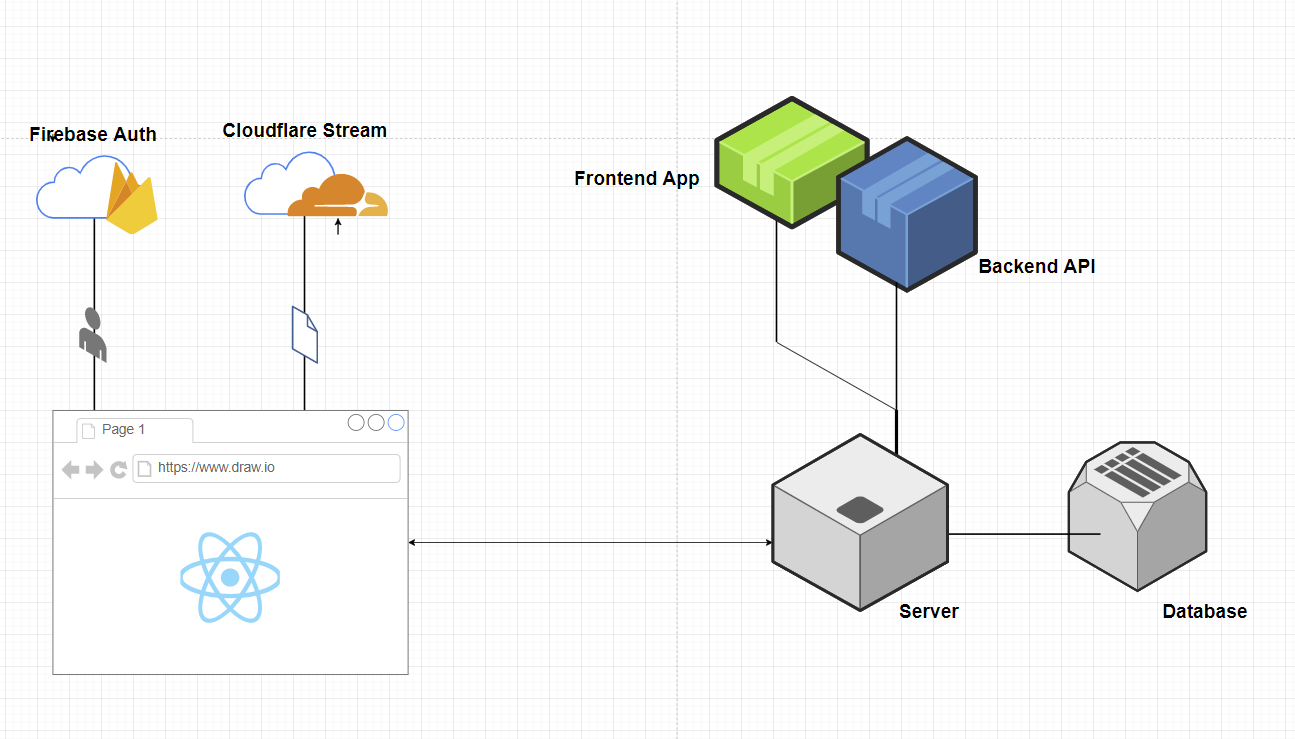 Firebase Auth
Cloudflare Stream
Frontend App
Backend API
Page 1
https://www.draw.io
Server
Database